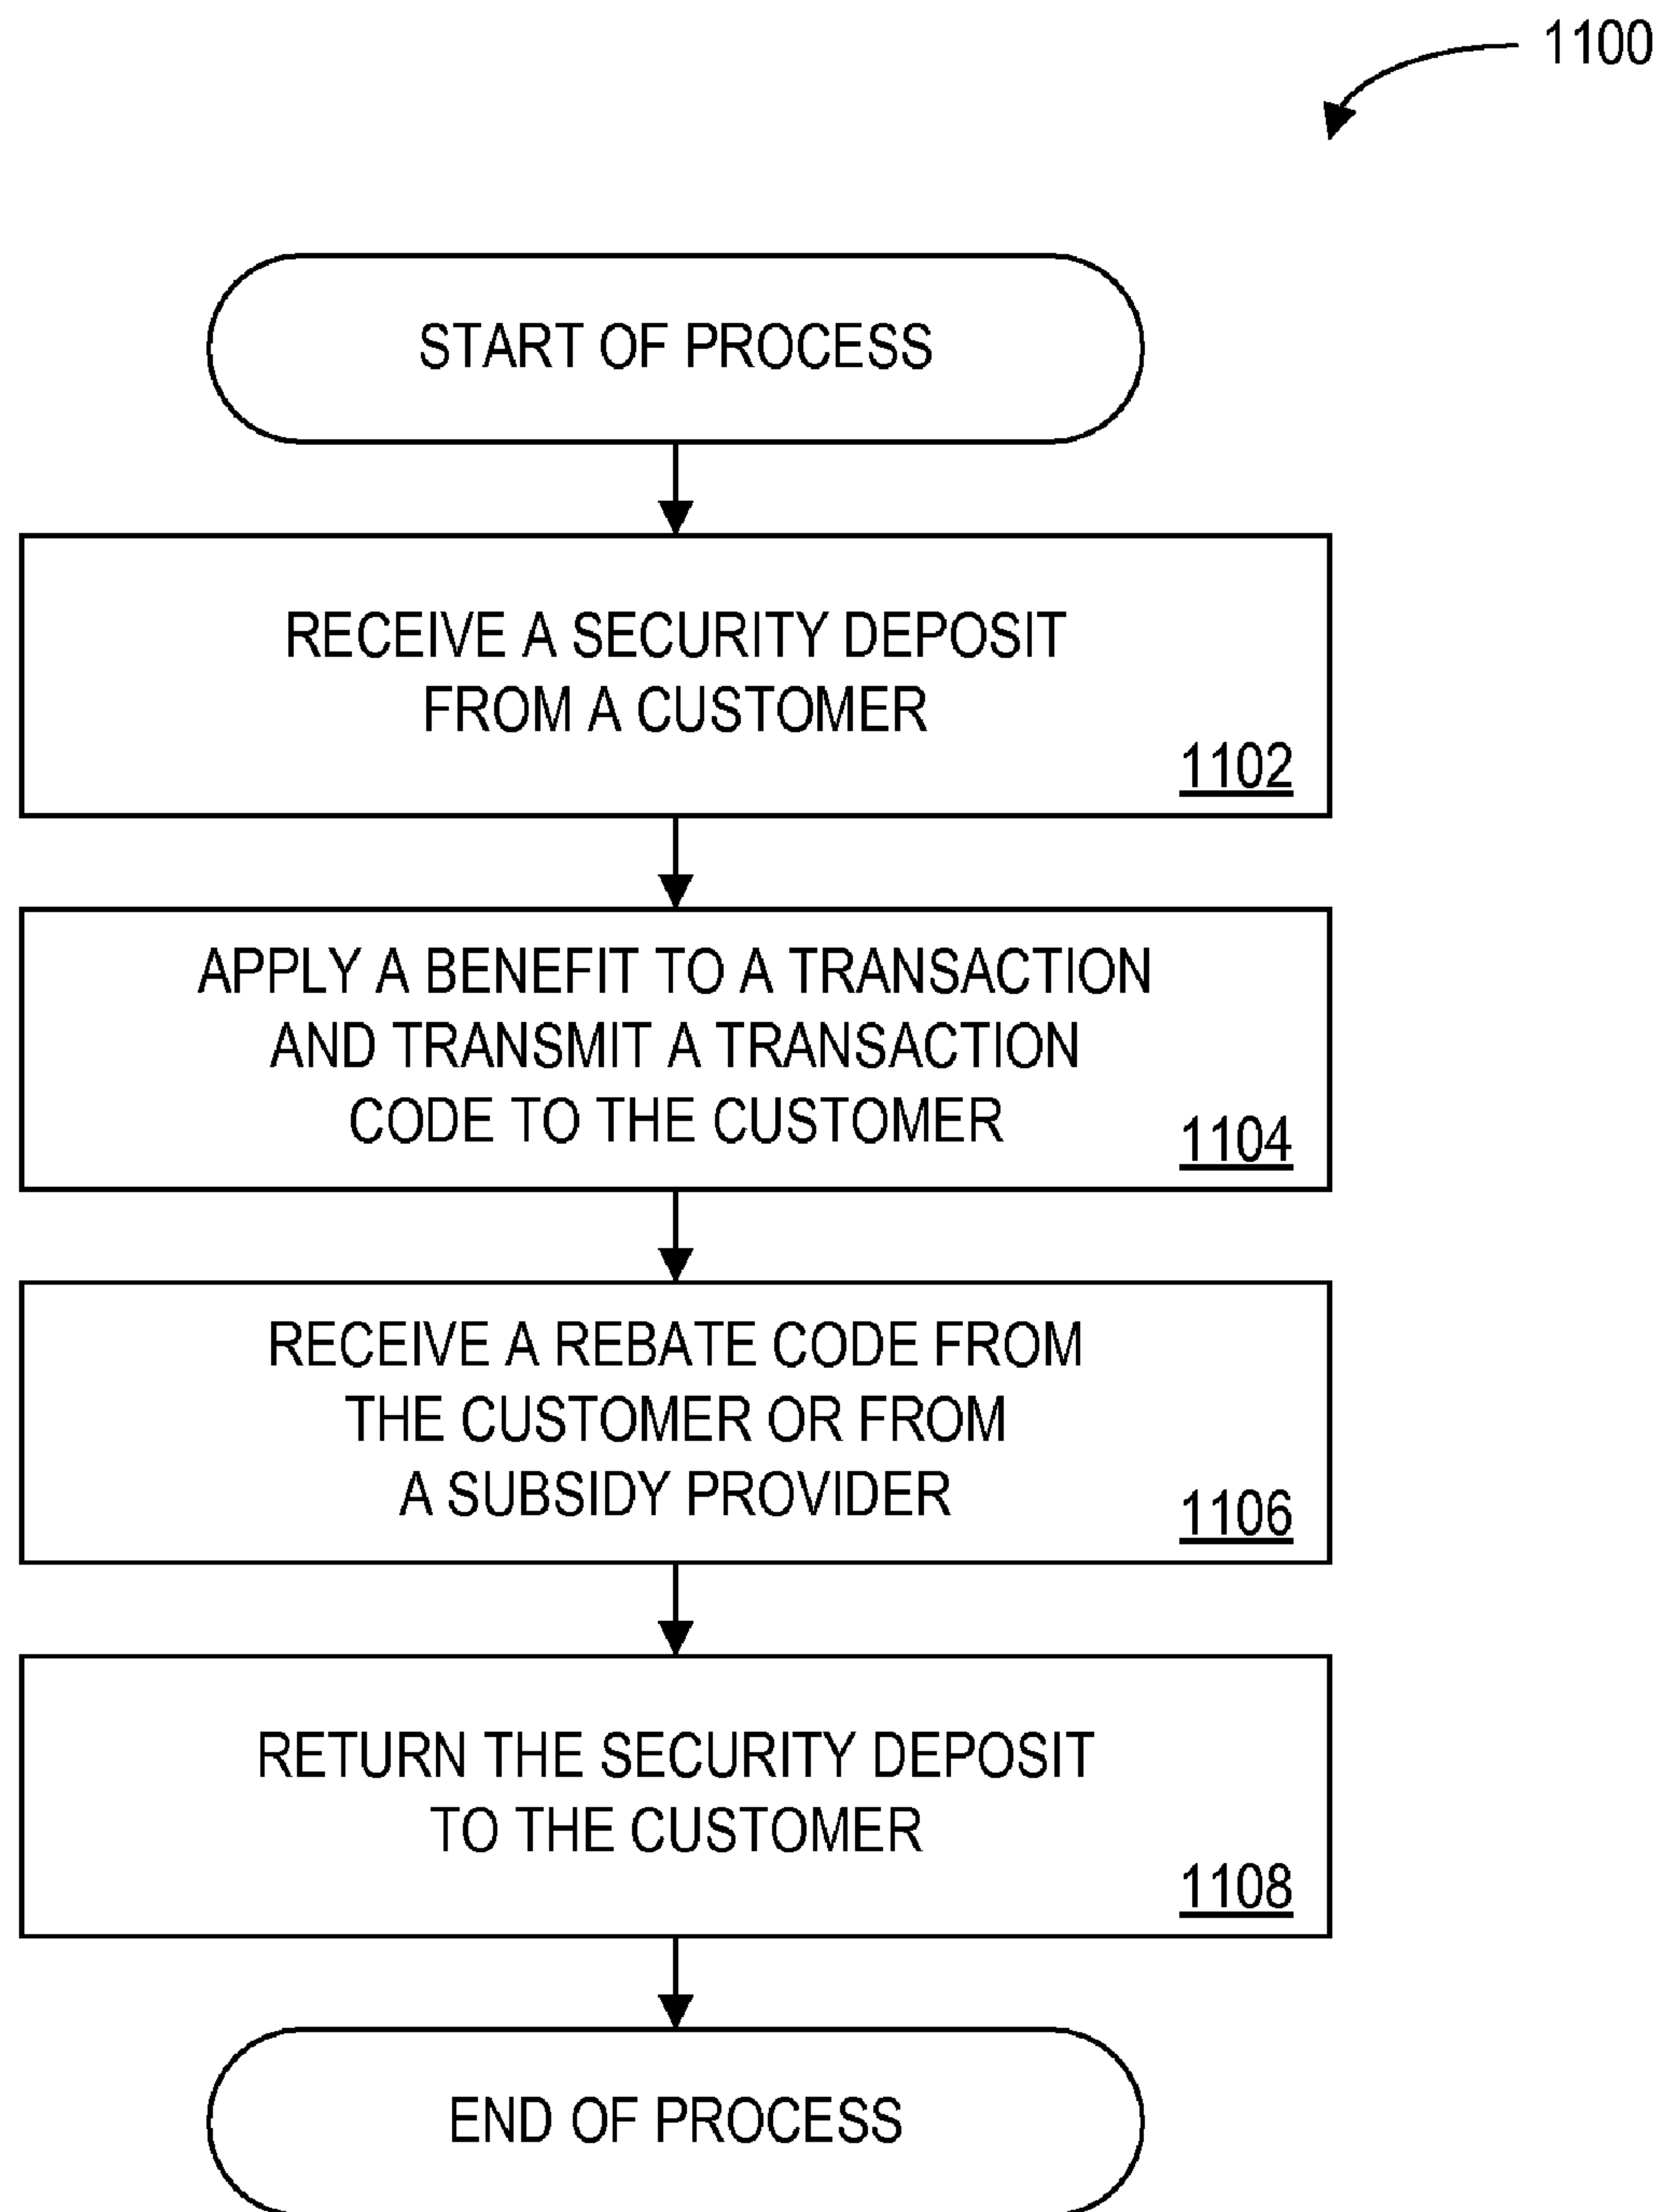 1100
START OF PROCESS
RECEIVE A SECURITY DEPOSIT
FROM A CUSTOMER
1102
APPLY A BENEFIT TO A TRANSACTION
AND TRANSMIT A TRANSACTION
CODE TO THE CUSTOMER
1104
RECEIVE A REBATE CODE FROM
THE CUSTOMER OR FROM
A SUBSIDY PROVIDER
1106
RETURN THE SECURITY DEPOSIT
TO THE CUSTOMER
1108
END OF PROCESS